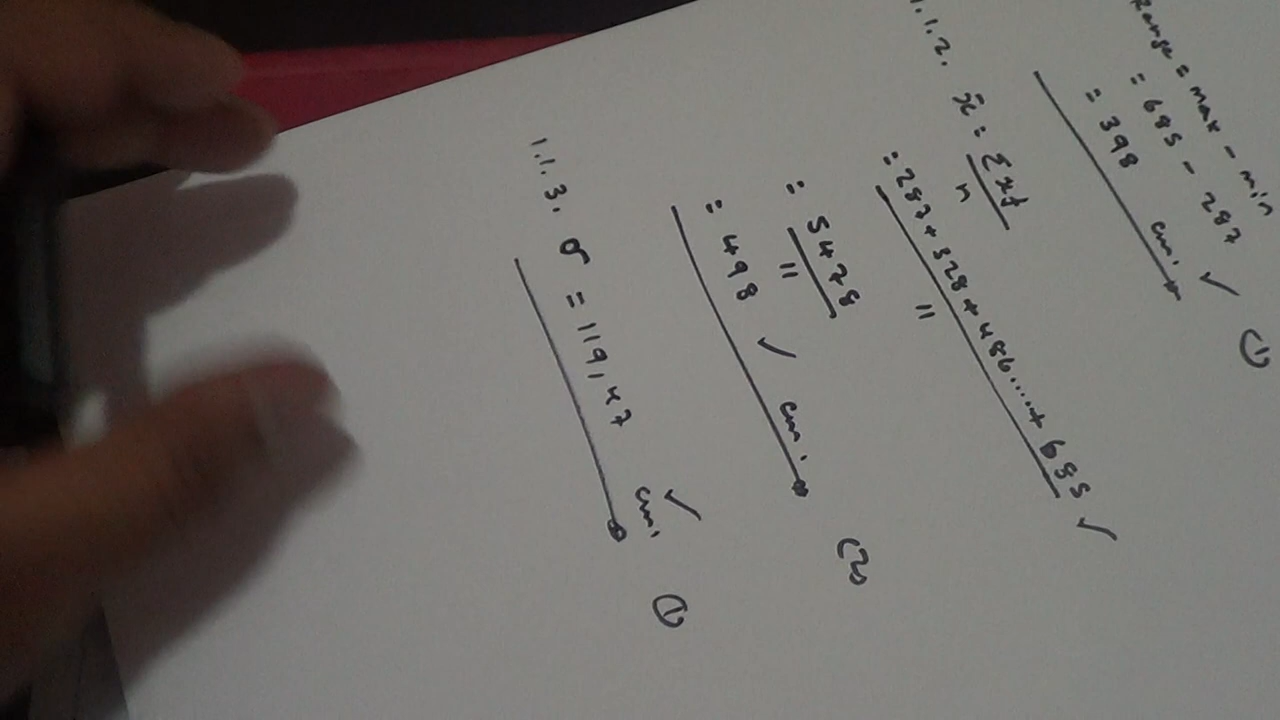 Range = max - min
= 685 - 287
= 398 cm. ✓ (1)
1.1.2. x̄ = Σxf
n
= 287 + 328 + 486.....+ 685 ✓
11
= 5478
11
= 498 ✓ cm. (2)
1.1.3. σ = 119,47 cm. ✓ (1)